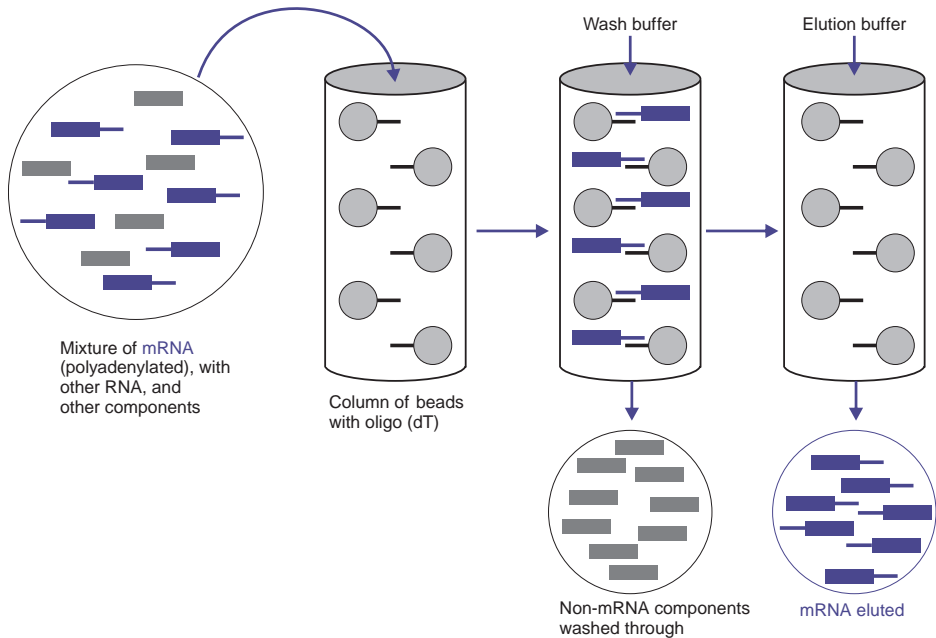 Wash buffer
Elution buffer
Mixture of mRNA
(polyadenylated), with
other RNA, and
other components
Column of beads
with oligo (dT)
Non-mRNA components
washed through
mRNA eluted